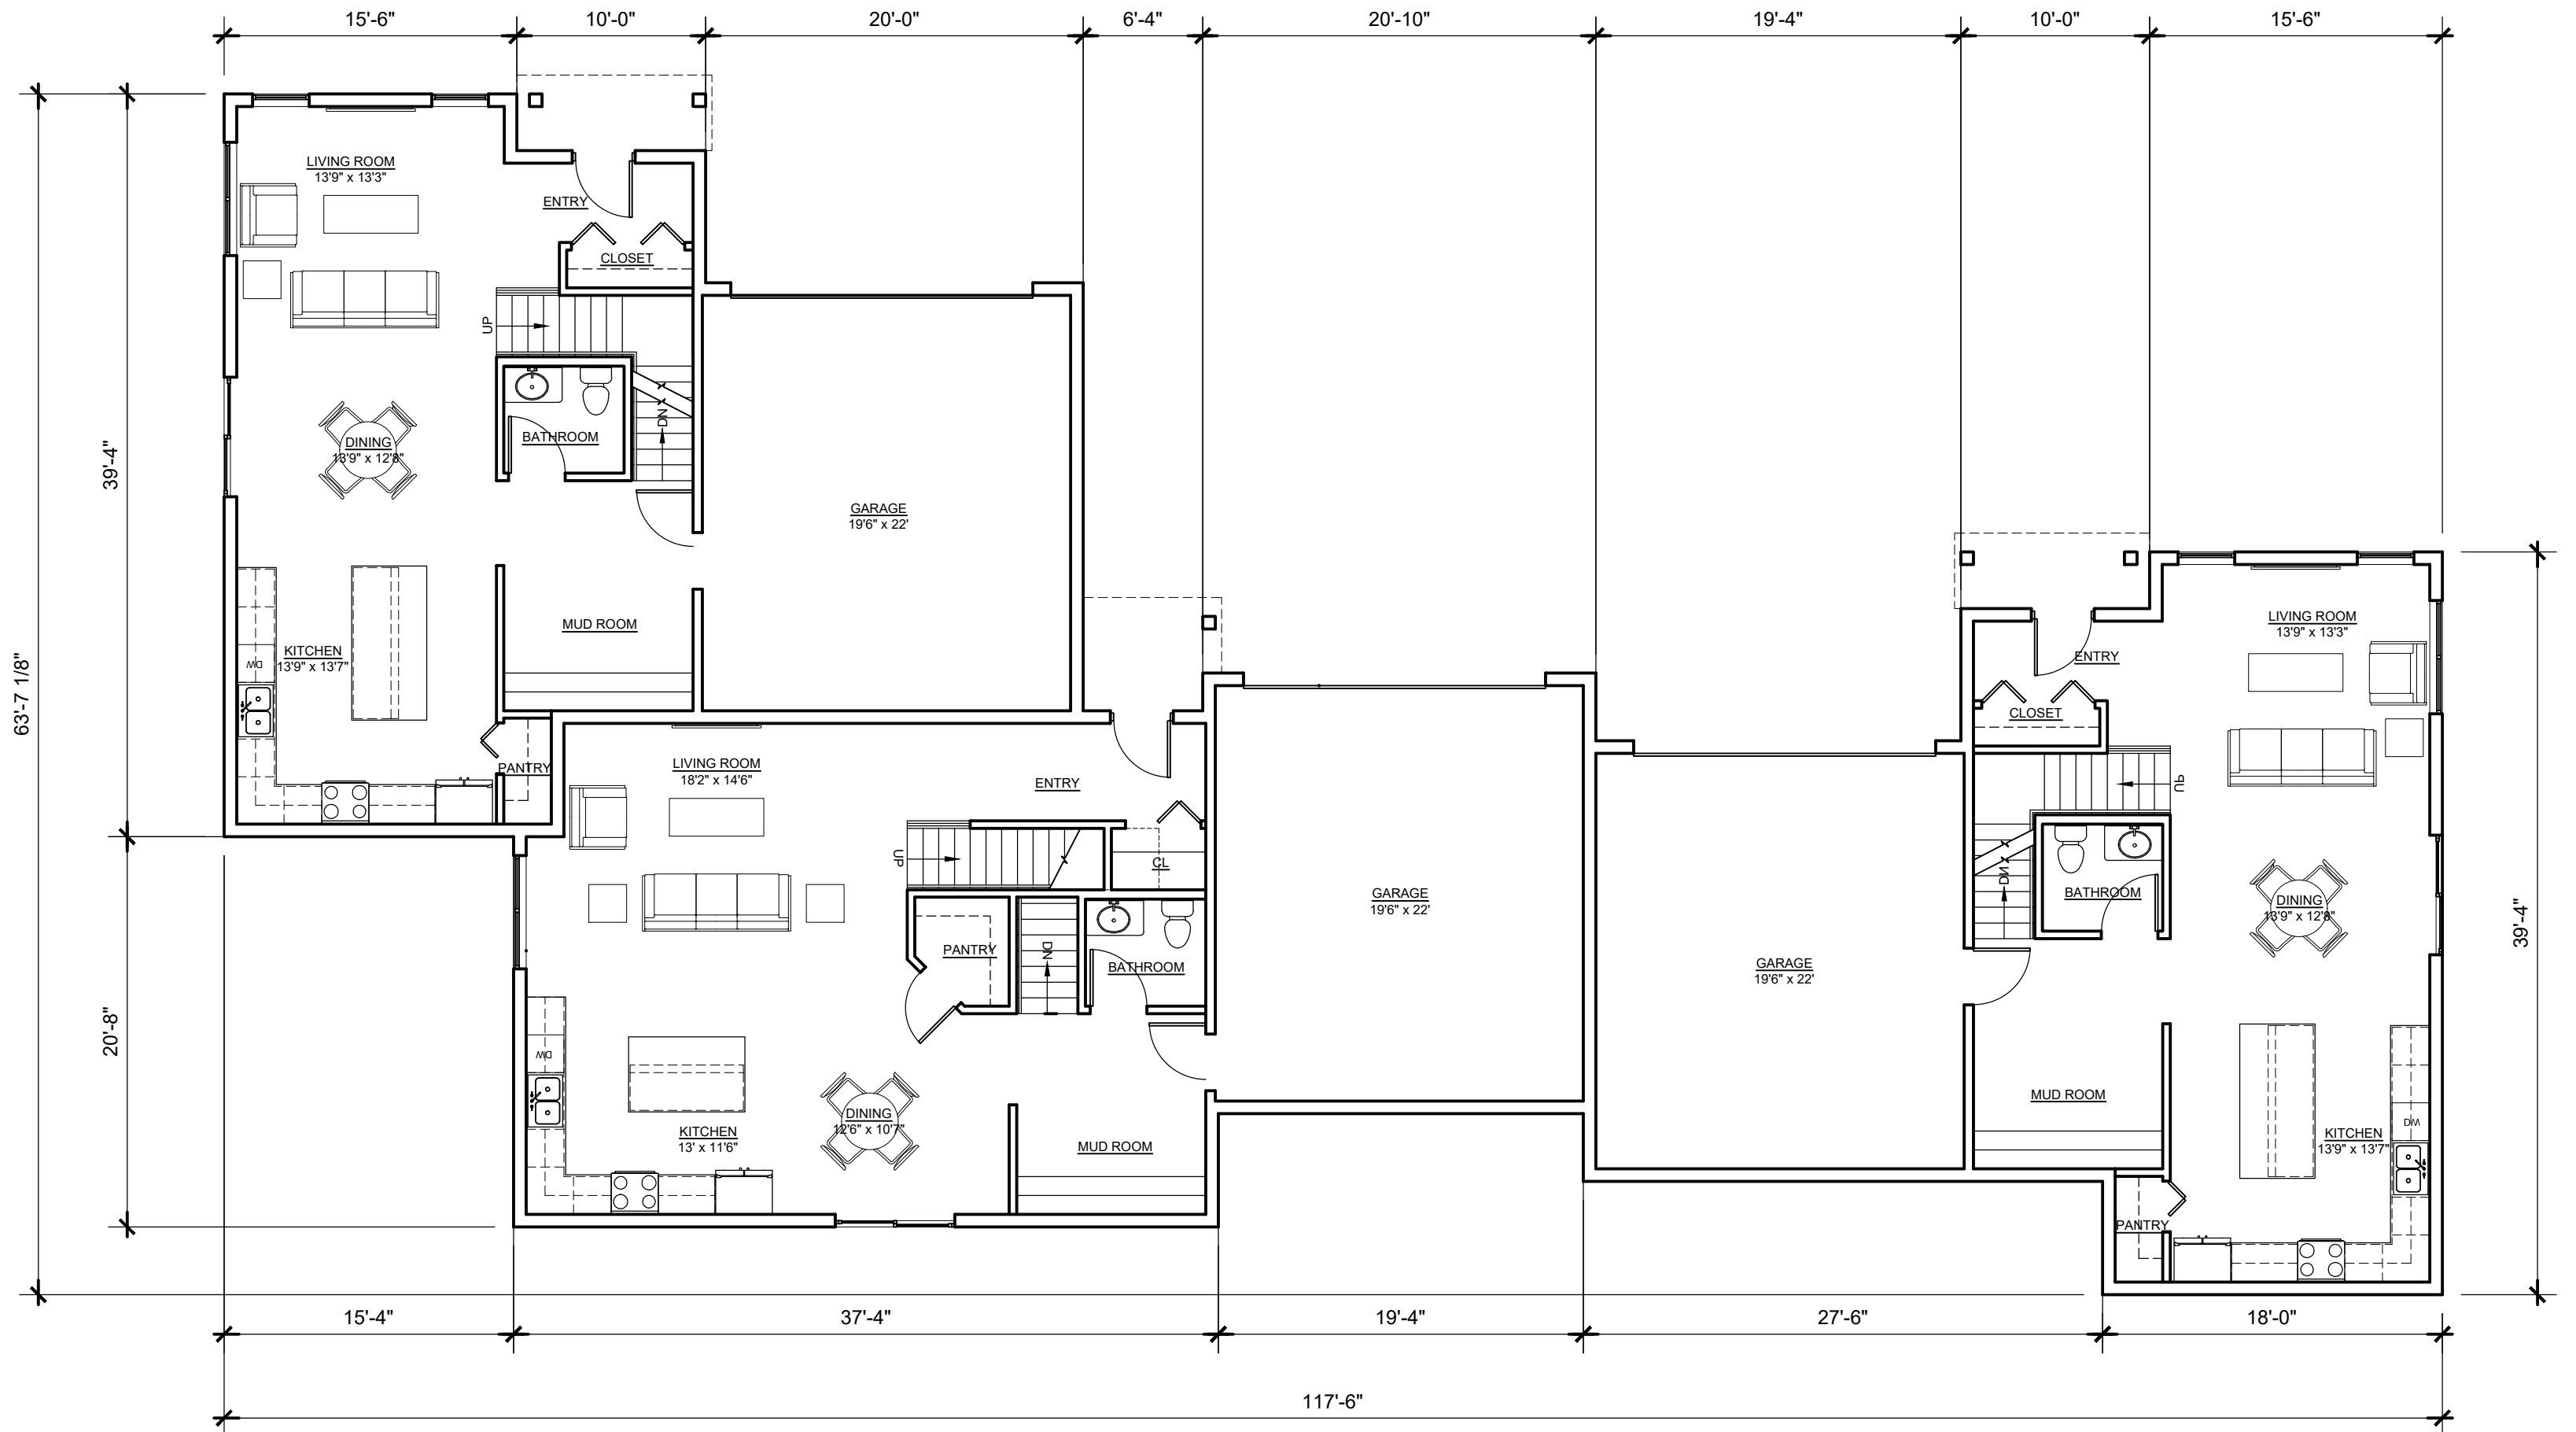 15'-6"
10'-0"
20'-0"
6'-4"
20'-10"
19'-4"
10'-0"
15'-6"
63'-7 1/8"
39'-4"
20'-8"
LIVING ROOM
13'9" x 13'3"
ENTRY
CLOSET
UP
BATHROOM
DN
DINING
13'9" x 12'8"
GARAGE
19'6" x 22'
MUD ROOM
KITCHEN
13'9" x 13'7"
DW
PANTRY
LIVING ROOM
18'2" x 14'6"
ENTRY
UP
CL
PANTRY
DN
BATHROOM
DW
KITCHEN
13' x 11'6"
DINING
12'6" x 10'7"
MUD ROOM
GARAGE
19'6" x 22'
GARAGE
19'6" x 22'
LIVING ROOM
13'9" x 13'3"
ENTRY
CLOSET
UP
BATHROOM
DN
DINING
13'9" x 12'8"
MUD ROOM
KITCHEN
13'9" x 13'7"
DW
PANTRY
39'-4"
15'-4"
37'-4"
19'-4"
27'-6"
18'-0"
117'-6"